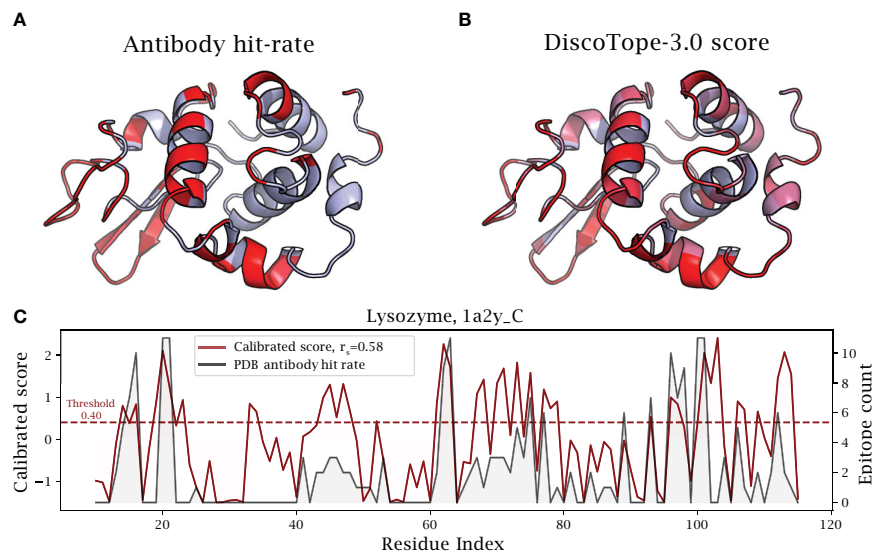 A
B
Antibody hit-rate
DiscoTope-3.0 score
C
Lysozyme, 1a2y_C
Calibrated score, rs=0.58
PDB antibody hit rate
Threshold
0.40
Calibrated score
2
1
0
−1
Epitope count
10
8
6
4
2
0
20
40
60
80
100
120
Residue Index